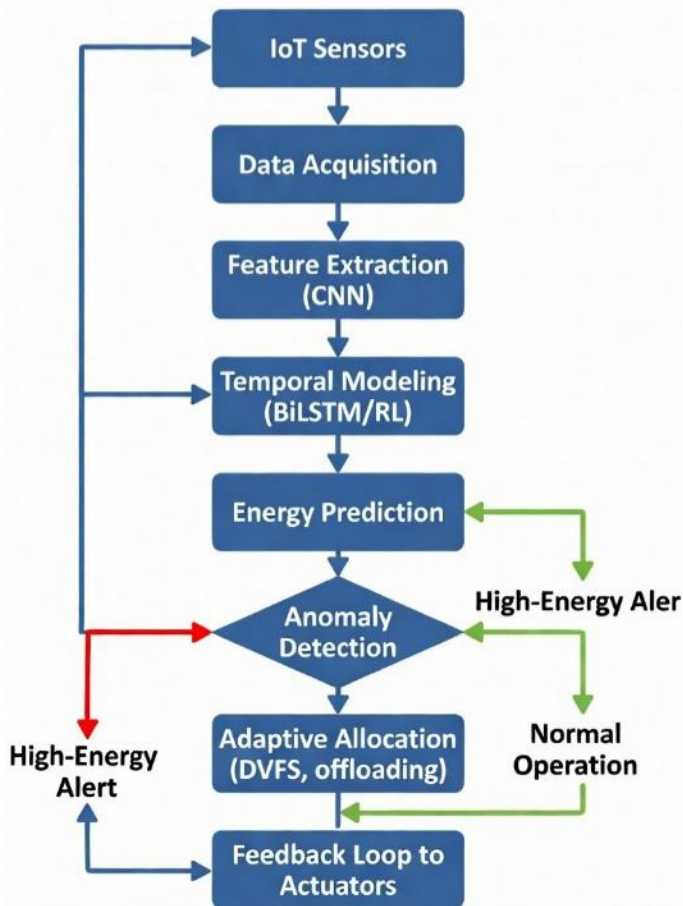 IoT Sensors
Data Acquisition
Feature Extraction
(CNN)
Temporal Modeling
(BiLSTM/RL)
Energy Prediction
High-Energy Aler
Anomaly
Detection
Adaptive Allocation
(DVFS, offloading)
Normal
Operation
High-Energy
Alert
Feedback Loop to
Actuators